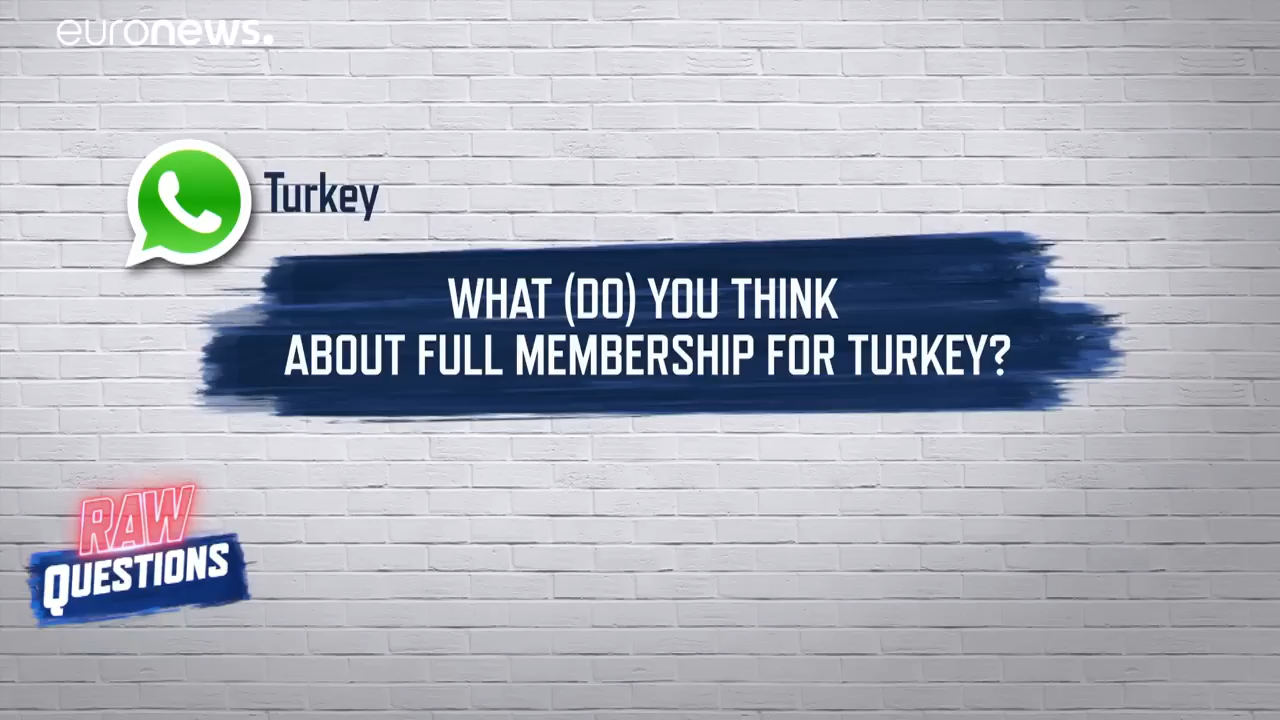 euronews.
Turkey
WHAT (DO) YOU THINK
ABOUT FULL MEMBERSHIP FOR TURKEY?
RAW
QUESTIONS